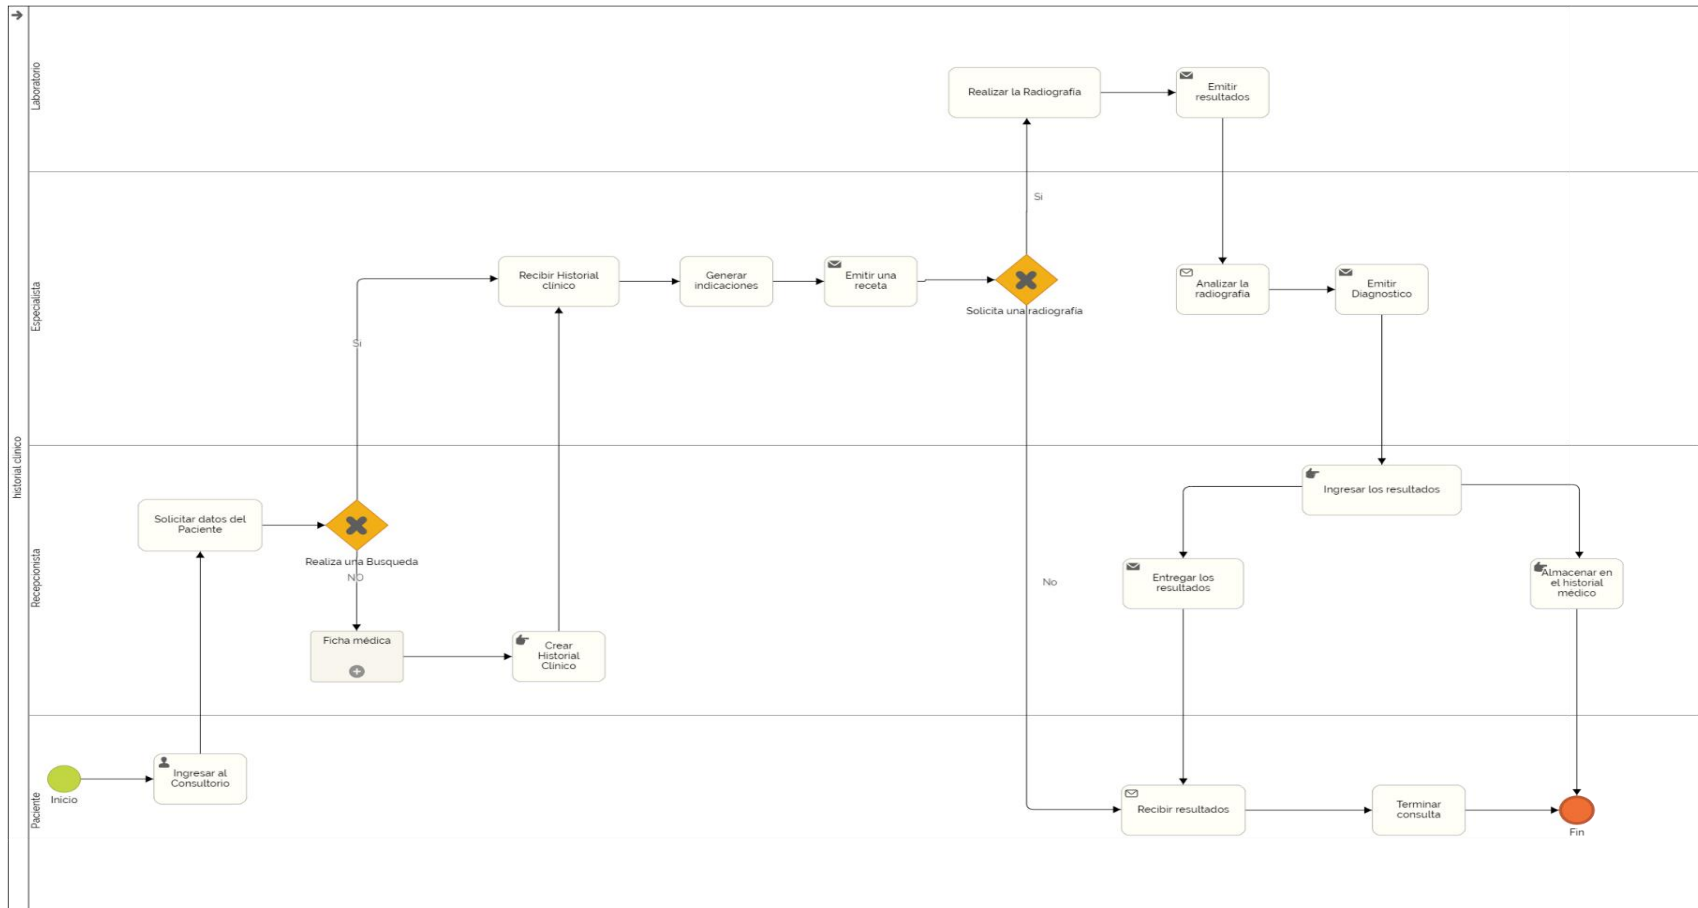 historial clinico
Laboratorio
Realizar la Radiografia
Emitir
resultados
Especialista
Si
Recibir Historial
clínico
Generar
indicaciones
Emitir una
receta
Solicita una radiografía
Si
Analizar la
radiografía
Emitir
Diagnostico
Recepcionista
Solicitar datos del
Paciente
Realiza una Busqueda
NO
Ficha médica
Crear
Historial
Clínico
No
Ingresar los resultados
Entregar los
resultados
Almacenar en
el historial
médico
Paciente
Inicio
Ingresar al
Consultorio
Recibir resultados
Terminar
consulta
Fin